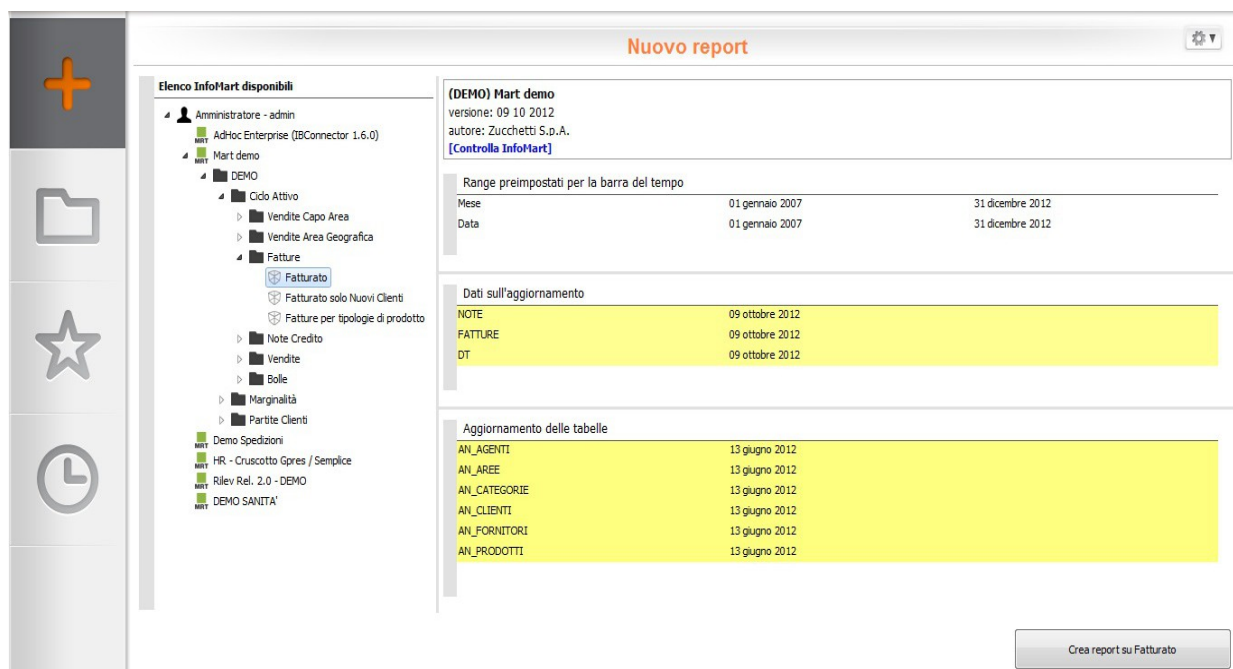 Nuovo report
Elenco InfoMart disponibili
Amministratore - admin
MRT AdHoc Enterprise (IBConnector 1.6.0)
MRT Mart demo
DEMO
Ciclo Attivo
Vendite Capo Area
Vendite Area Geografica
Fatture
Fatturato
Fatturato solo Nuovi Clienti
Fatture per tipologie di prodotto
Note Credito
Vendite
Bolle
Marginalità
Partite Clienti
MRT Demo Spedizioni
MRT HR - Cruscotto Gpres / Semplice
MRT Rilev Rel. 2.0 - DEMO
MRT DEMO SANITA'
(DEMO) Mart demo
versione: 09 10 2012
autore: Zucchetti S.p.A.
[Controlla InfoMart]
Range preimpostati per la barra del tempo
Mese 01 gennaio 2007 31 dicembre 2012
Data 01 gennaio 2007 31 dicembre 2012
Dati sull'aggiornamento
NOTE 09 ottobre 2012
FATTURE 09 ottobre 2012
DT 09 ottobre 2012
Aggiornamento delle tabelle
AN_AGENTI 13 giugno 2012
AN_AREE 13 giugno 2012
AN_CATEGORIE 13 giugno 2012
AN_CLIENTI 13 giugno 2012
AN_FORNITORI 13 giugno 2012
AN_PRODOTTI 13 giugno 2012
Crea report su Fatturato